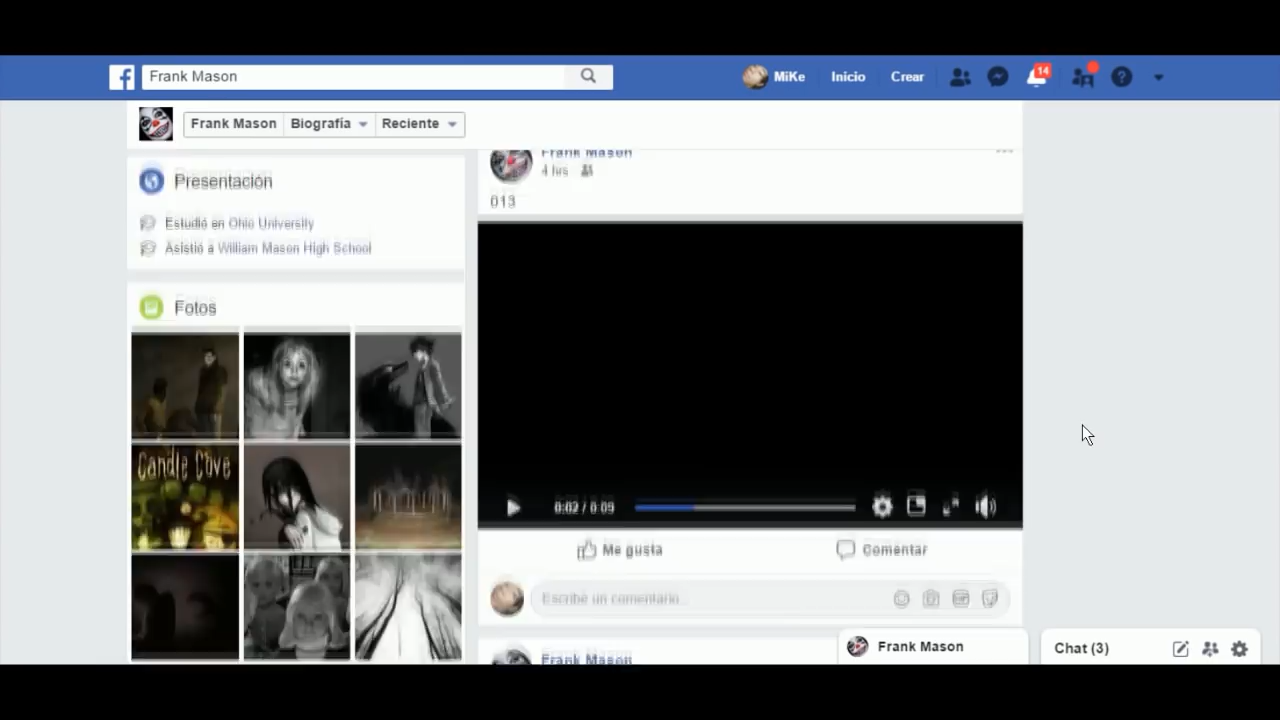 f Frank Mason MiKe Inicio Crear 14
Frank Mason Biografía Reciente
Presentación
Estudió en Ohio University
Asistió a William Mason High School
Fotos
CANDLE COVE
Frank Mason
4 hrs
013
0:02 / 0:09
Me gusta Comentar
Escribe un comentario...
Frank Mason
Frank Mason
Chat (3)